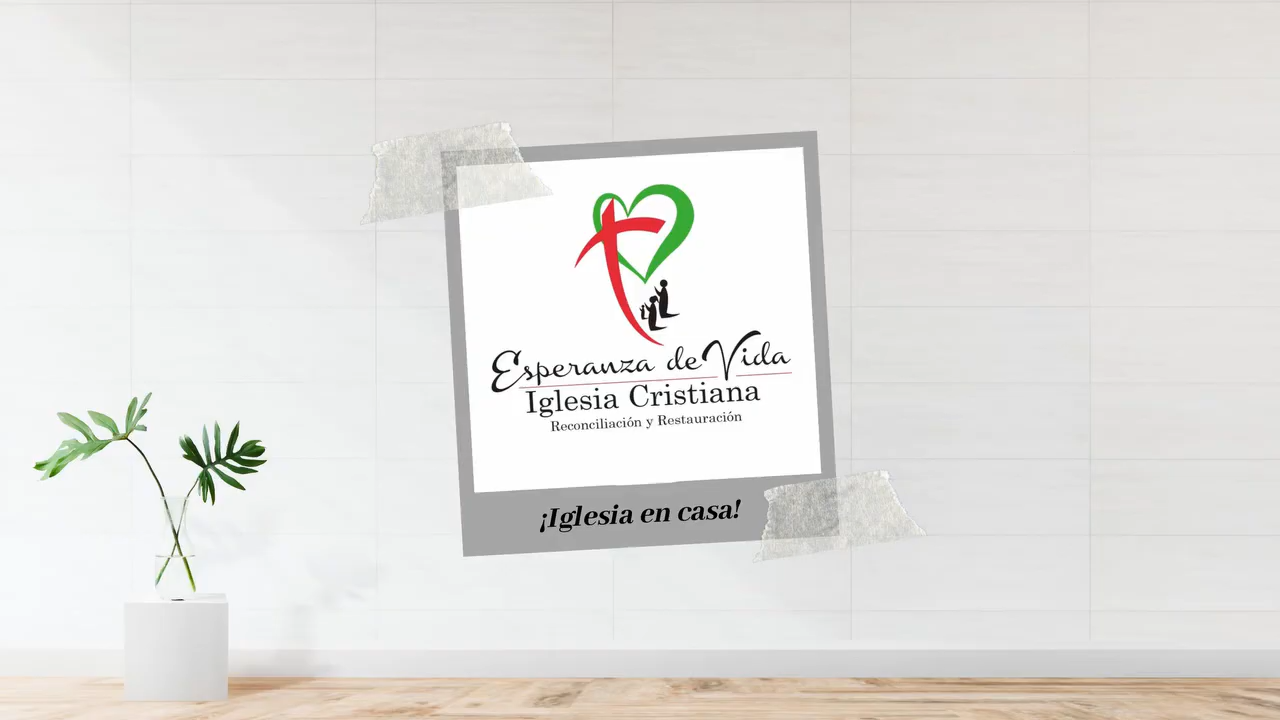 Esperanza de Vida
Iglesia Cristiana
Reconciliación y Restauración
¡Iglesia en casa!